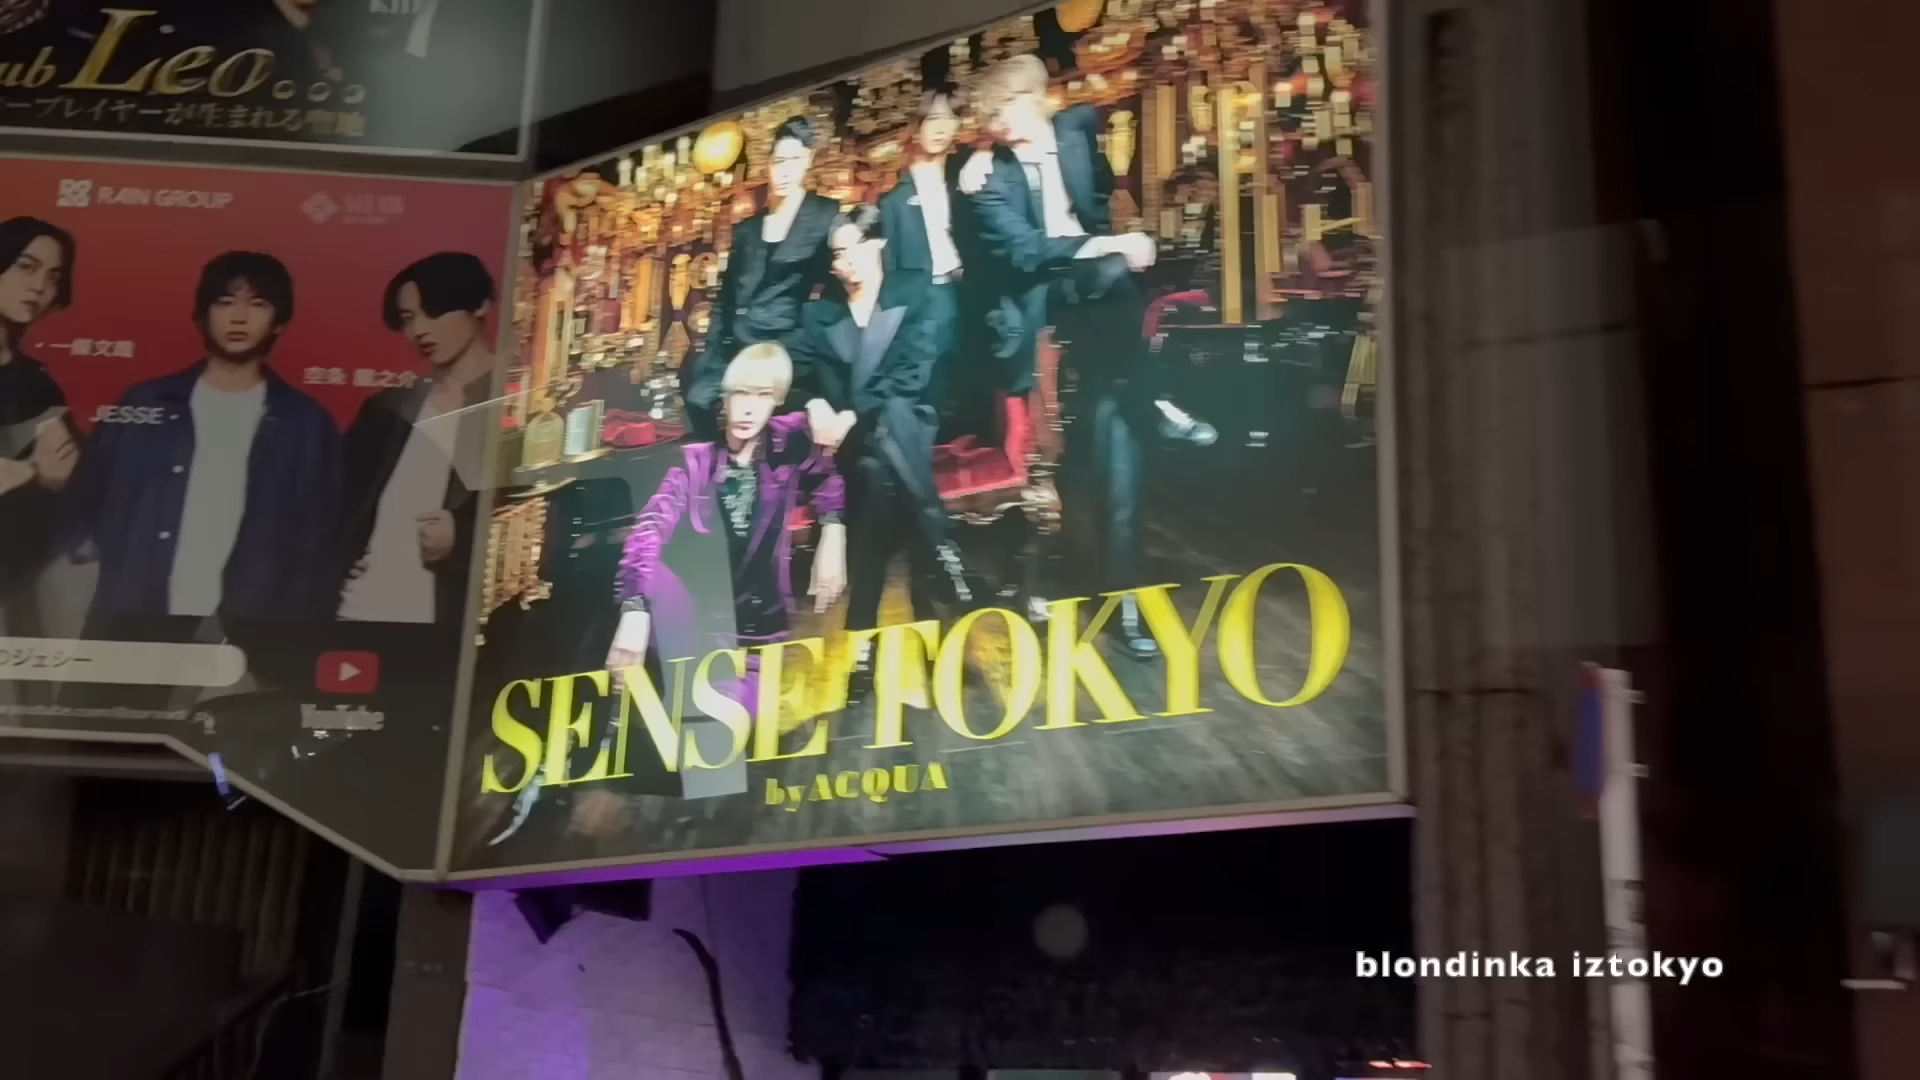 ub Leo...
ープレイヤーが生まれる聖地
RAIN GROUP
一條文哉
空条 龍之介
JESSE
のジェシー
YouTube
SENSE TOKYO
by ACQUA
blondinka iztokyo